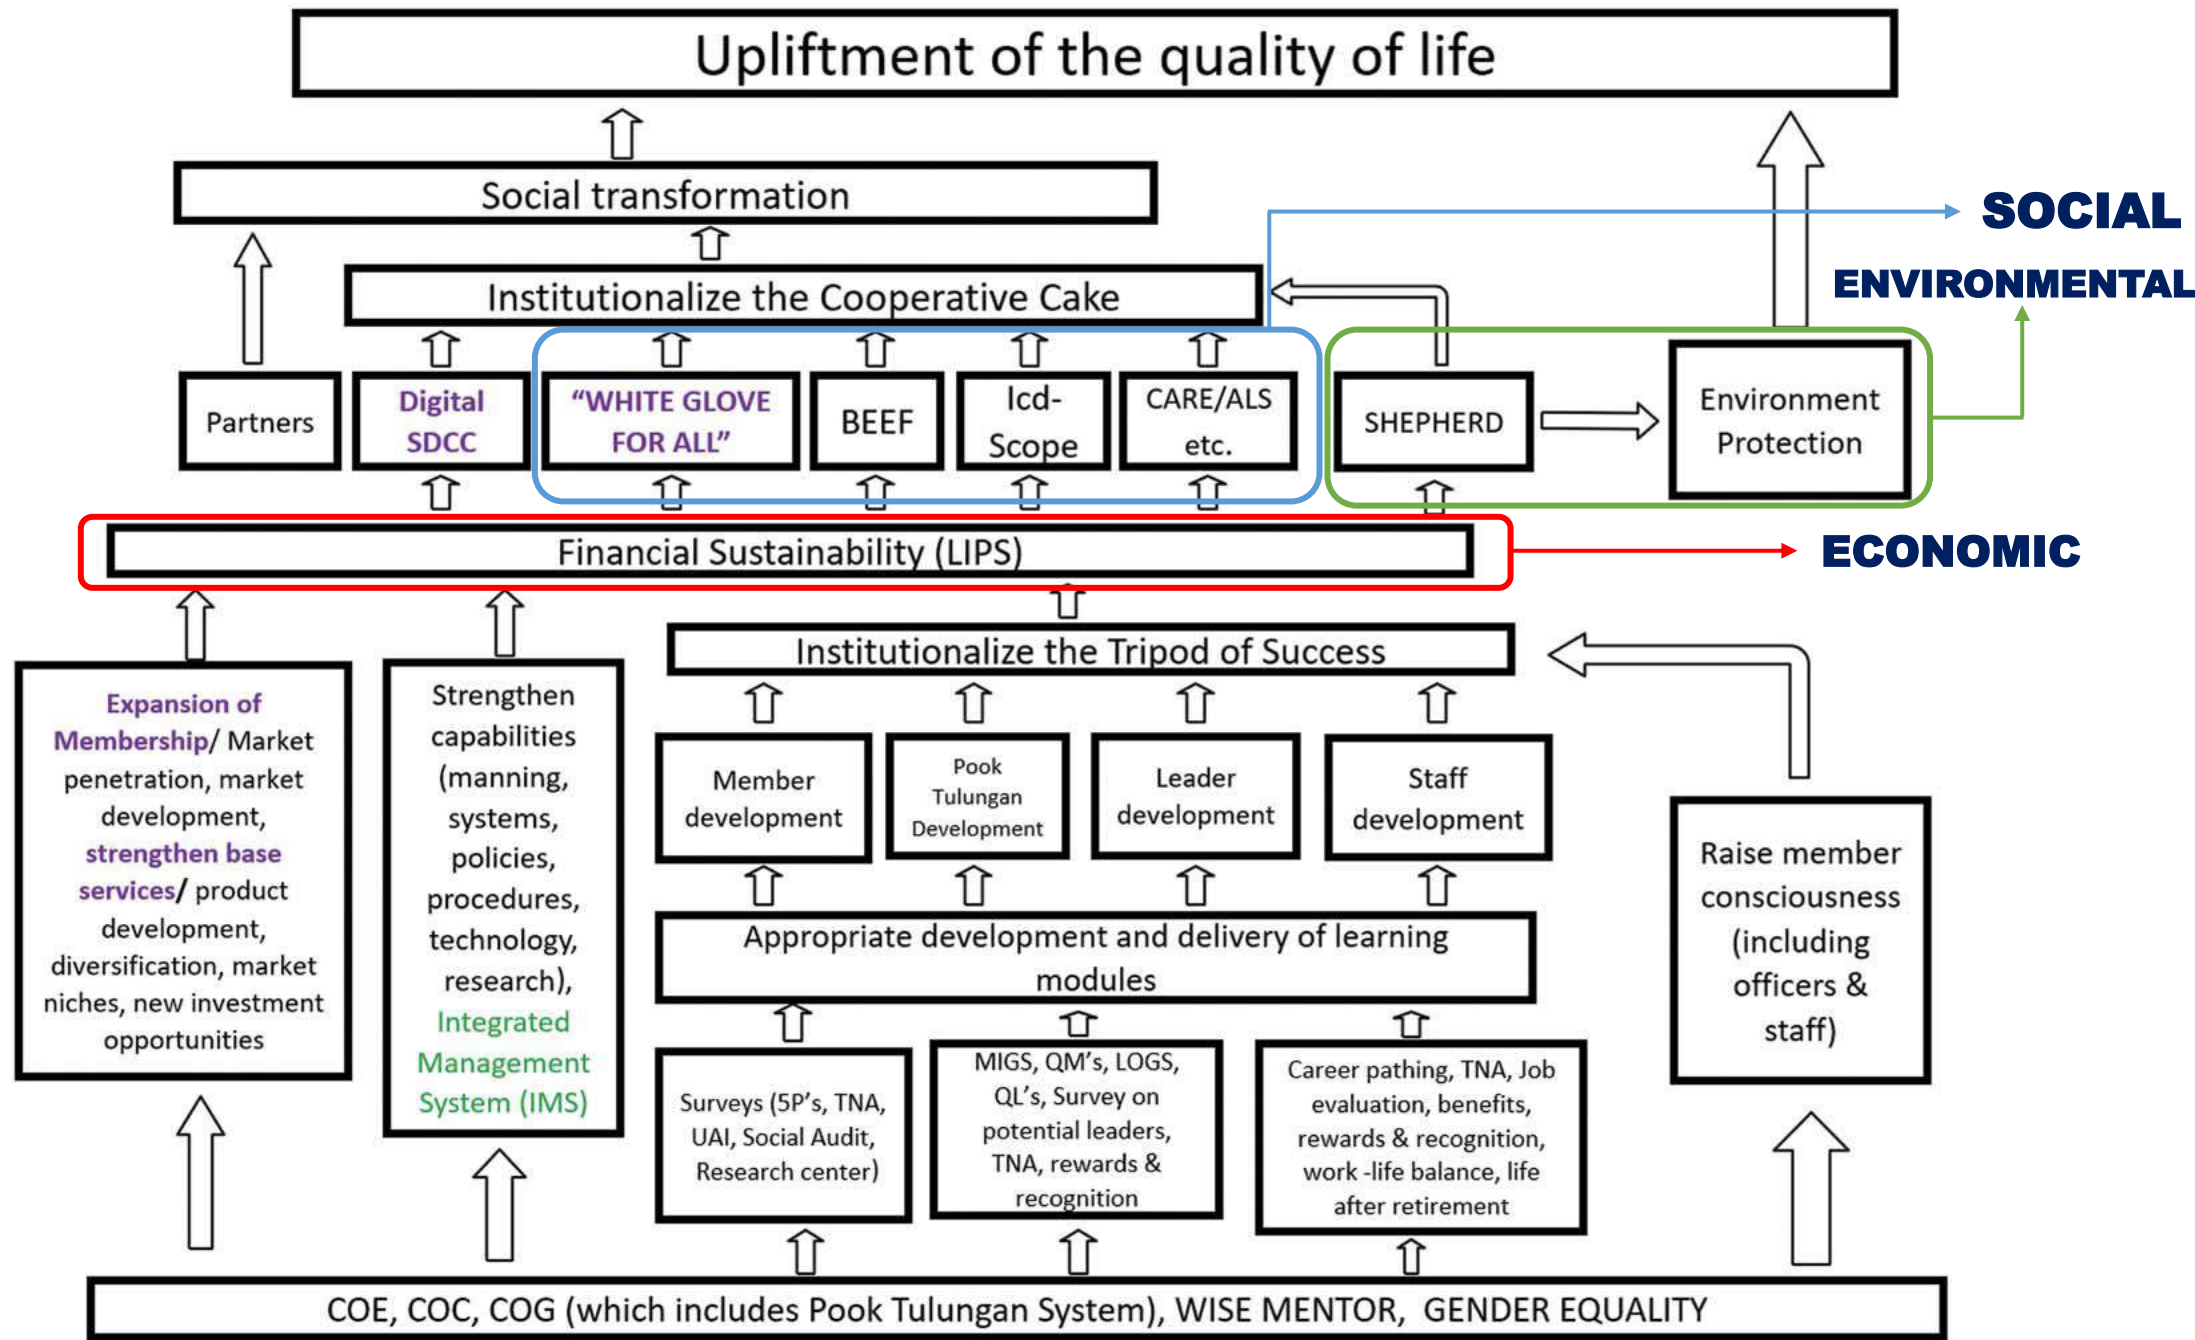 Upliftment of the quality of life
Social transformation
SOCIAL
ENVIRONMENTAL
Institutionalize the Cooperative Cake
Partners
Digital
SDCC
“WHITE GLOVE
FOR ALL”
BEEF
Icd-
Scope
CARE/ALS
etc.
SHEPHERD
Environment
Protection
Financial Sustainability (LIPS)
ECONOMIC
Institutionalize the Tripod of Success
Expansion of
Membership/ Market
penetration, market
development,
strengthen base
services/ product
development,
diversification, market
niches, new investment
opportunities
Strengthen
capabilities
(manning,
systems,
policies,
procedures,
technology,
research),
Integrated
Management
System (IMS)
Member
development
Pook
Tulungan
Development
Leader
development
Staff
development
Raise member
consciousness
(including
officers &
staff)
Appropriate development and delivery of learning
modules
Surveys (5P's, TNA,
UAI, Social Audit,
Research center)
MIGS, QM's, LOGS,
QL's, Survey on
potential leaders,
TNA, rewards &
recognition
Career pathing, TNA, Job
evaluation, benefits,
rewards & recognition,
work -life balance, life
after retirement
COE, COC, COG (which includes Pook Tulungan System), WISE MENTOR, GENDER EQUALITY